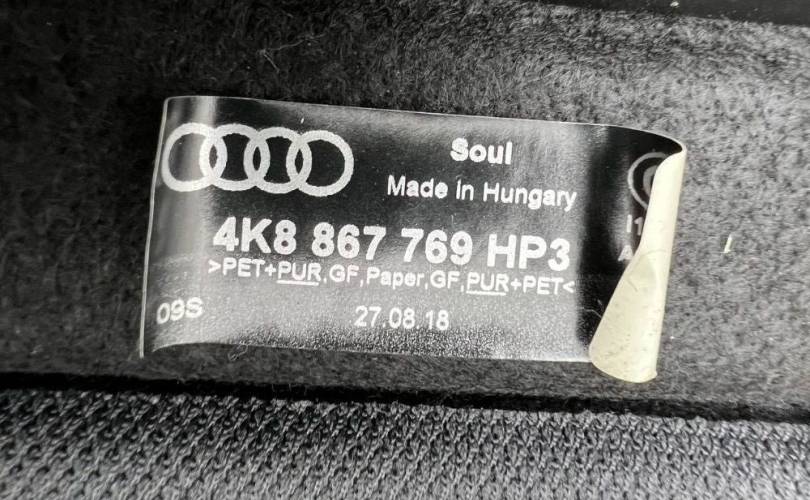 Soul
Made in Hungary
4K8 867 769 HP3
>PET+PUR,GF,Paper,GF,PUR+PET<
09S
27.08.18